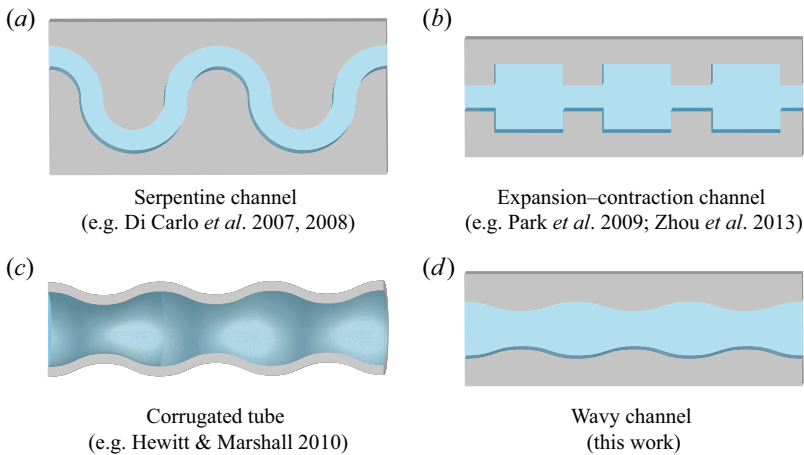 (a)
(b)
Serpentine channel
(e.g. Di Carlo et al. 2007, 2008)
Expansion–contraction channel
(e.g. Park et al. 2009; Zhou et al. 2013)
(c)
(d)
Corrugated tube
(e.g. Hewitt & Marshall 2010)
Wavy channel
(this work)